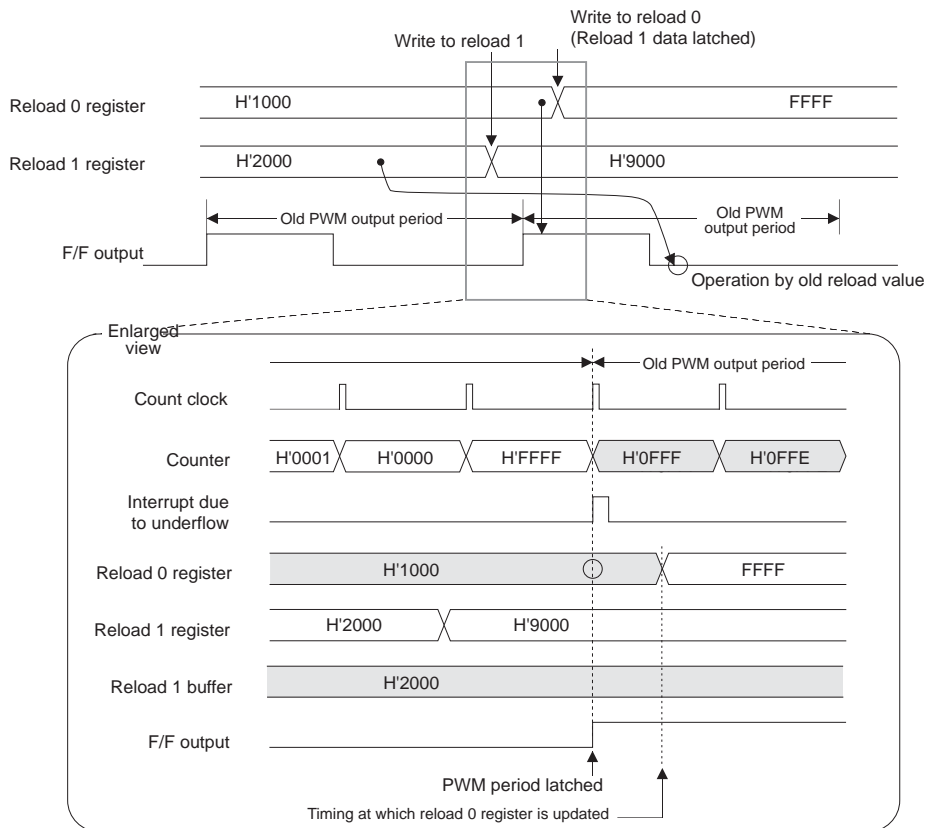 Write to reload 0
(Reload 1 data latched)
Write to reload 1
Reload 0 register
H'1000
FFFF
Reload 1 register
H'2000
H'9000
Old PWM output period
Old PWM
output period
F/F output
Operation by old reload value
Enlarged
view
Old PWM output period
Count clock
Counter
H'0001
H'0000
H'FFFF
H'0FFF
H'0FFE
Interrupt due
to underflow
Reload 0 register
H'1000
FFFF
Reload 1 register
H'2000
H'9000
Reload 1 buffer
H'2000
F/F output
PWM period latched
Timing at which reload 0 register is updated